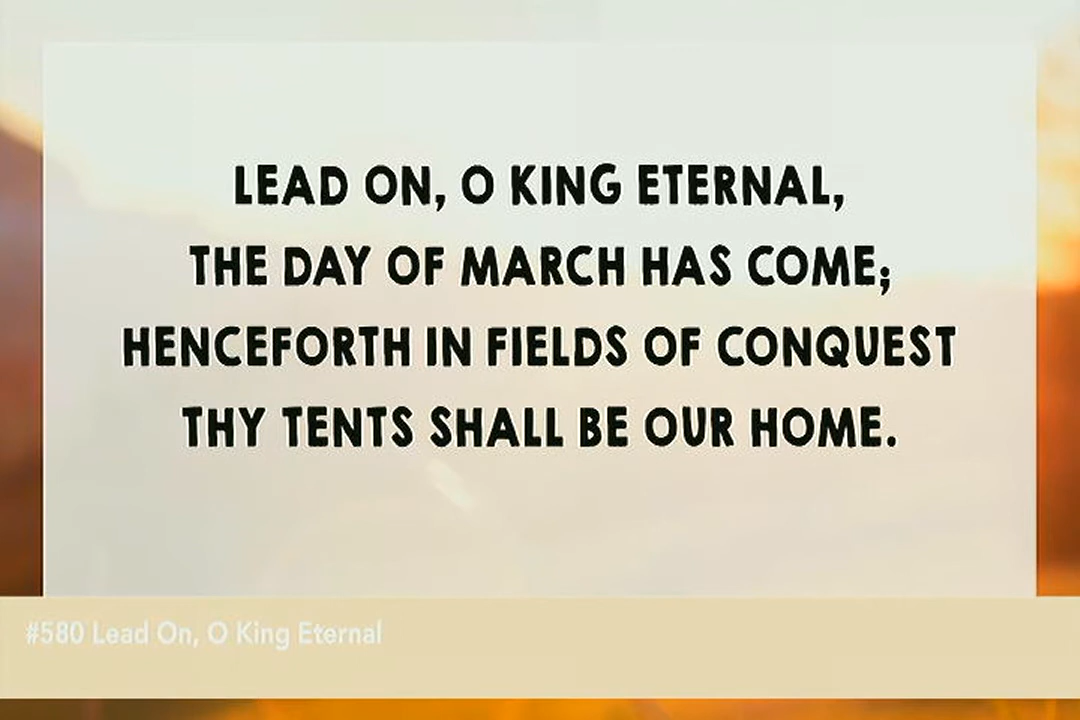 LEAD ON, O KING ETERNAL,
THE DAY OF MARCH HAS COME;
HENCEFORTH IN FIELDS OF CONQUEST
THY TENTS SHALL BE OUR HOME.
#580 Lead On, O King Eternal